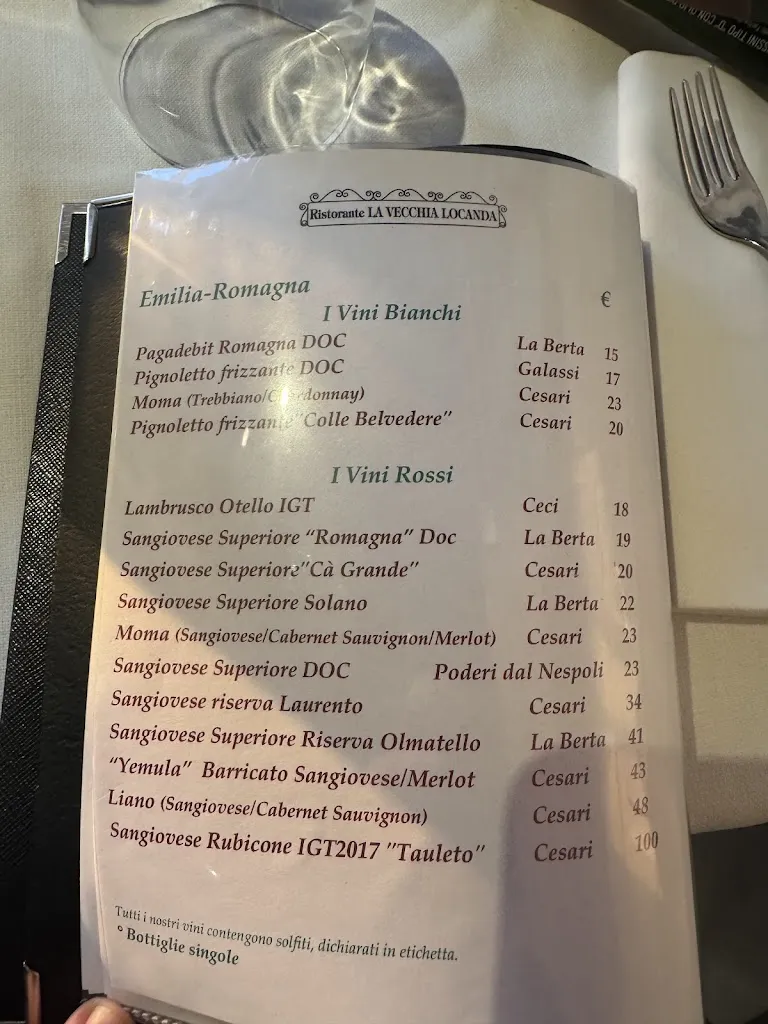 Ristorante LA VECCHIA LOCANDA
Emilia-Romagna
€
I Vini Bianchi
Pagadebit Romagna DOC La Berta 15
Pignoletto frizzante DOC Galassi 17
Moma (Trebbiano/Chardonnay) Cesari 23
Pignoletto frizzante "Colle Belvedere" Cesari 20
I Vini Rossi
Lambrusco Otello IGT Ceci 18
Sangiovese Superiore “Romagna” Doc La Berta 19
Sangiovese Superiore"Cà Grande" Cesari 20
Sangiovese Superiore Solano La Berta 22
Moma (Sangiovese/Cabernet Sauvignon/Merlot) Cesari 23
Sangiovese Superiore DOC Poderi dal Nespoli 23
Sangiovese riserva Laurento Cesari 34
Sangiovese Superiore Riserva Olmatello La Berta 41
“Yemula” Barricato Sangiovese/Merlot Cesari 43
Liano (Sangiovese/Cabernet Sauvignon) Cesari 48
Sangiovese Rubicone IGT2017 "Tauleto" Cesari 100
Tutti i nostri vini contengono solfiti, dichiarati in etichetta.
° Bottiglie singole